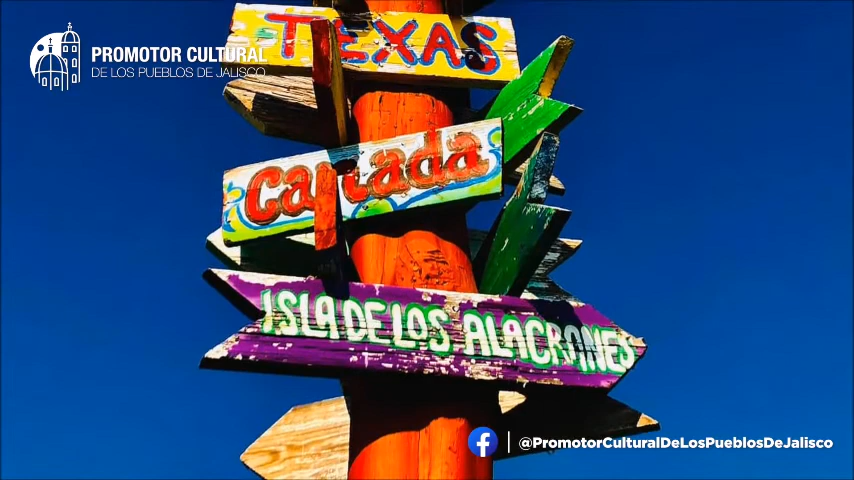 TEXAS
PROMOTOR CULTURAL
DE LOS PUEBLOS DE JALISCO
Canada
ISLA DE LOS ALACRANES
@PromotorCulturalDeLosPueblosDeJalisco